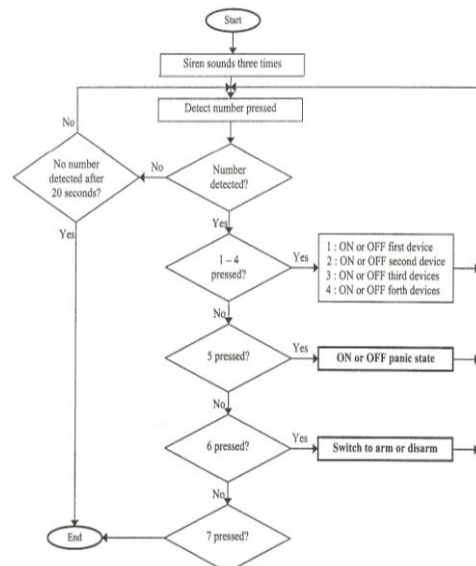 Start
Siren sounds three times
Detect number pressed
No
No number
detected after
20 seconds?
No
Number
detected?
Yes
Yes
1 – 4
pressed?
Yes
1 : ON or OFF first device
2 : ON or OFF second device
3 : ON or OFF third devices
4 : ON or OFF forth devices
No
5 pressed?
Yes
ON or OFF panic state
No
6 pressed?
Yes
Switch to arm or disarm
No
7 pressed?
End